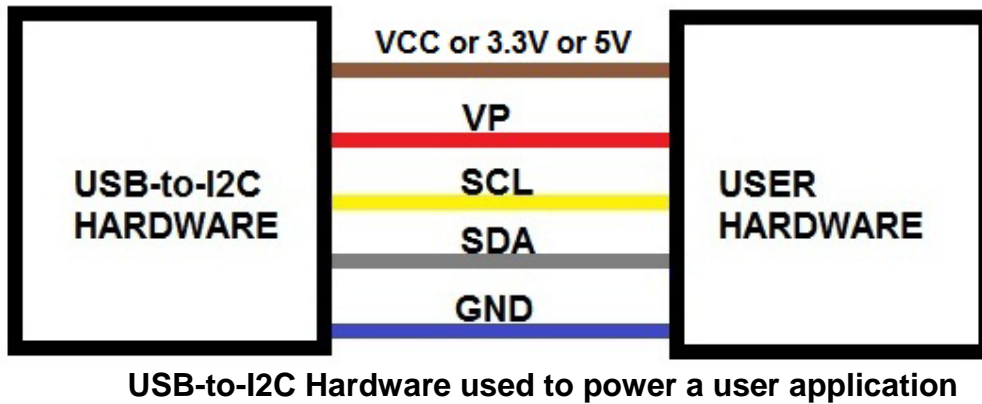 VCC or 3.3V or 5V
VP
USB-to-I2C
HARDWARE
SCL
USER
HARDWARE
SDA
GND
USB-to-I2C Hardware used to power a user application